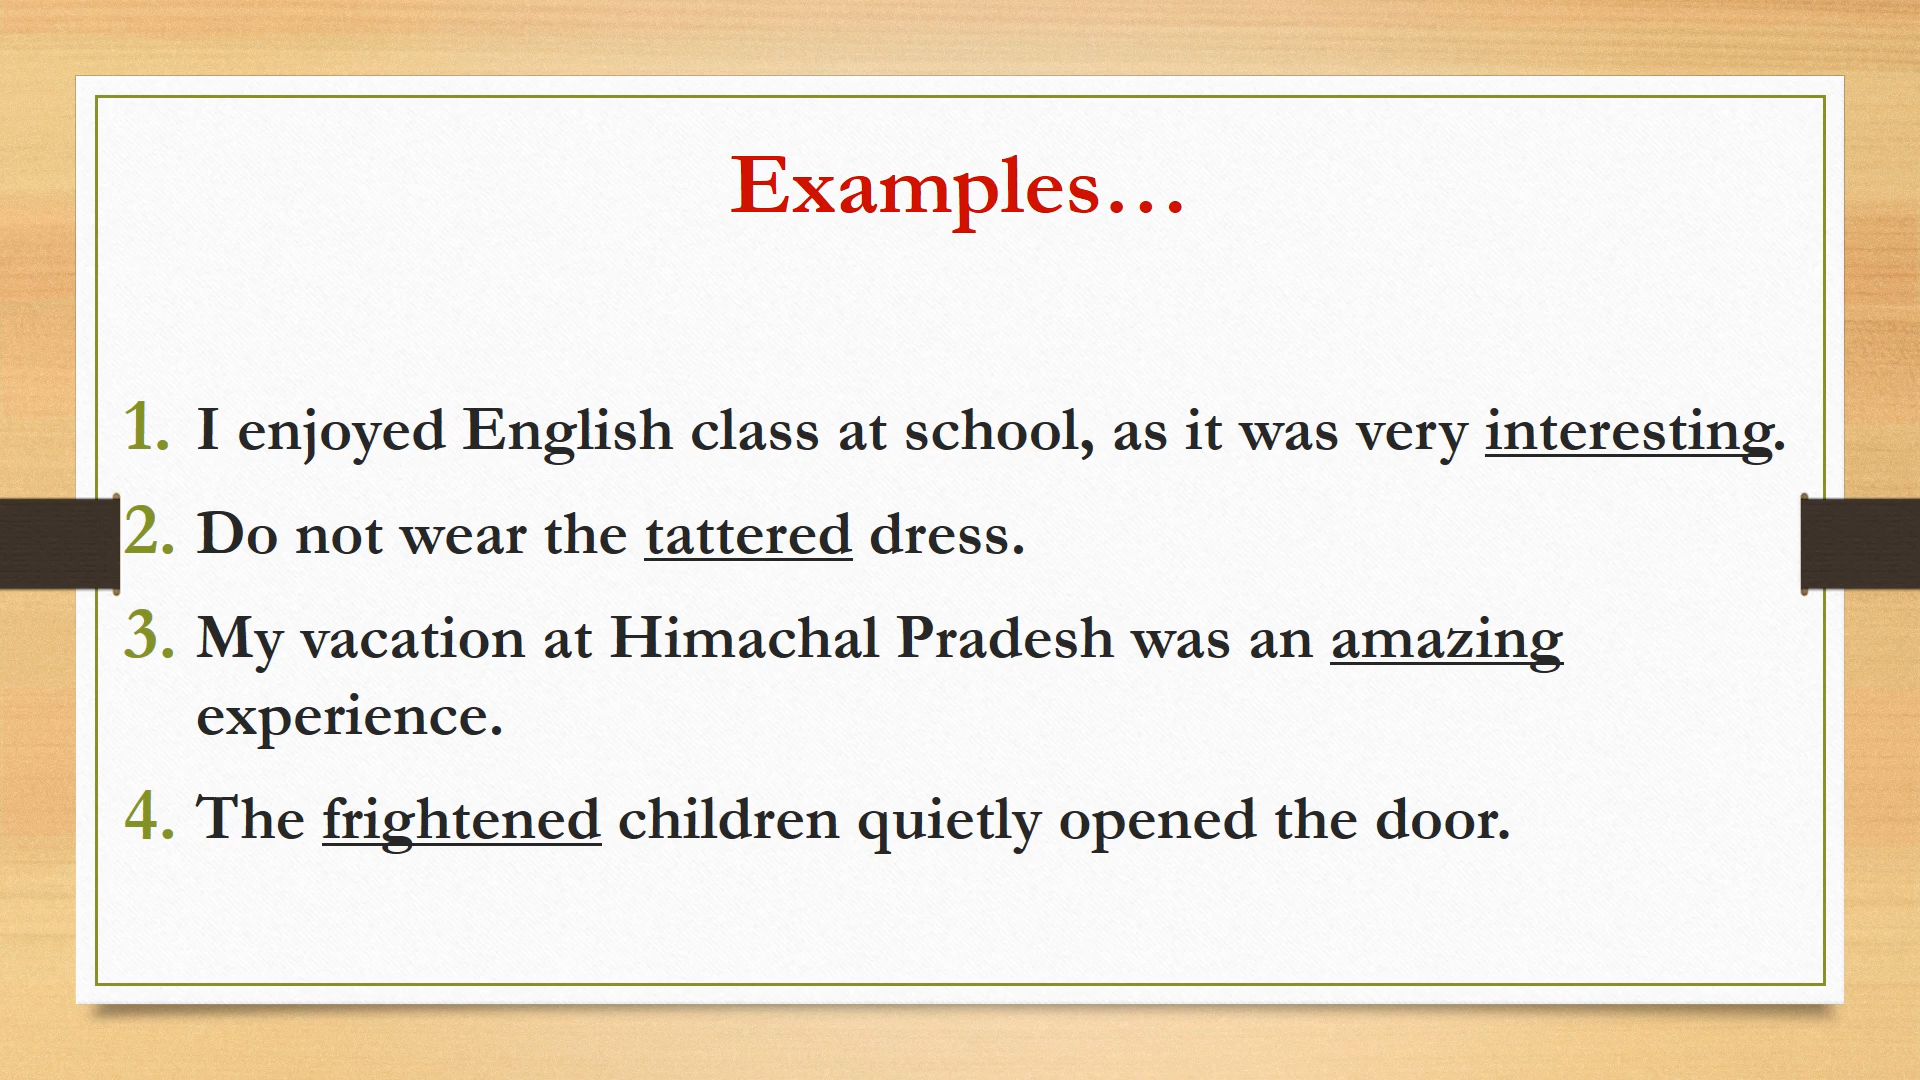 Examples…
1. I enjoyed English class at school, as it was very interesting.
2. Do not wear the tattered dress.
3. My vacation at Himachal Pradesh was an amazing
experience.
4. The frightened children quietly opened the door.